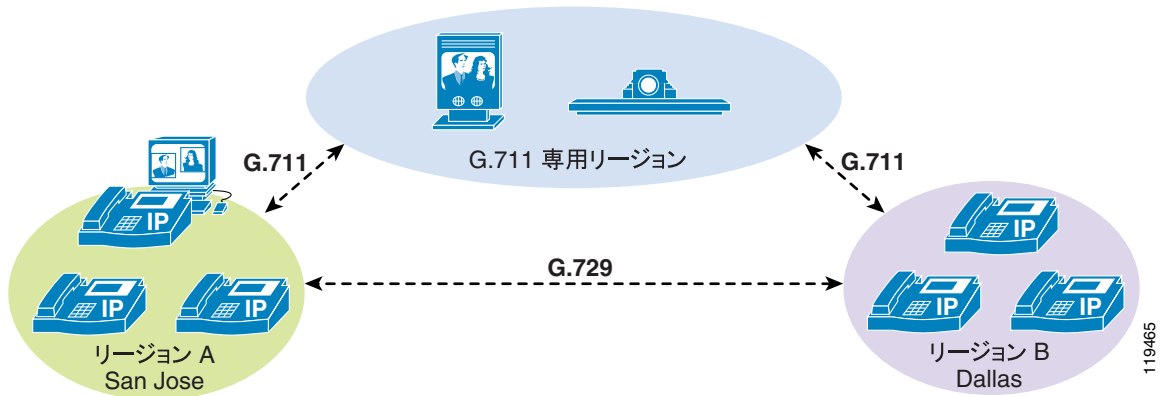 G.711 専用リージョン
G.711
G.711
G.729
IP
IP
IP
リージョン A
San Jose
IP
IP
IP
リージョン B
Dallas
119465